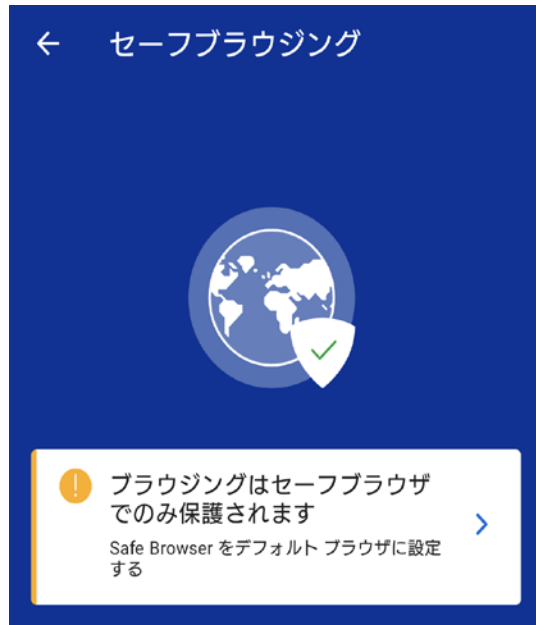 セーフブラウジング
ブラウジングはセーフブラウザ
でのみ保護されます
Safe Browser をデフォルト ブラウザに設定
する